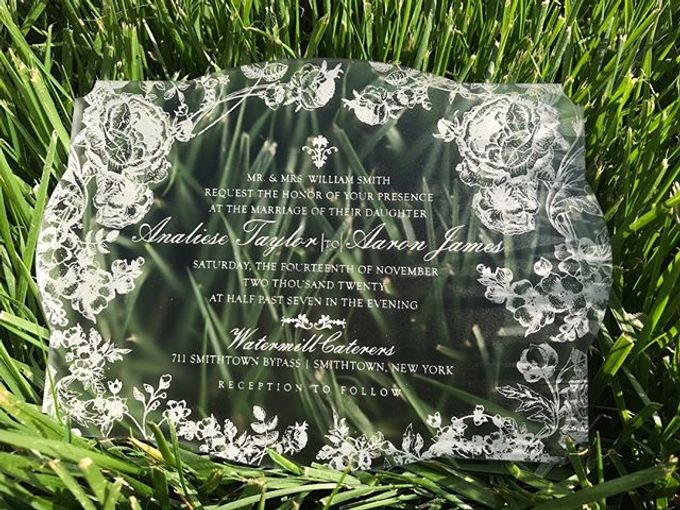 MR. & MRS. WILLIAM SMITH
REQUEST THE HONOR OF YOUR PRESENCE
AT THE MARRIAGE OF THEIR DAUGHTER
Analiese Taylor | TO Aaron James
SATURDAY, THE FOURTEENTH OF NOVEMBER
TWO THOUSAND TWENTY
AT HALF PAST SEVEN IN THE EVENING
Watermill Caterers
711 SMITHTOWN BYPASS | SMITHTOWN, NEW YORK
RECEPTION TO FOLLOW